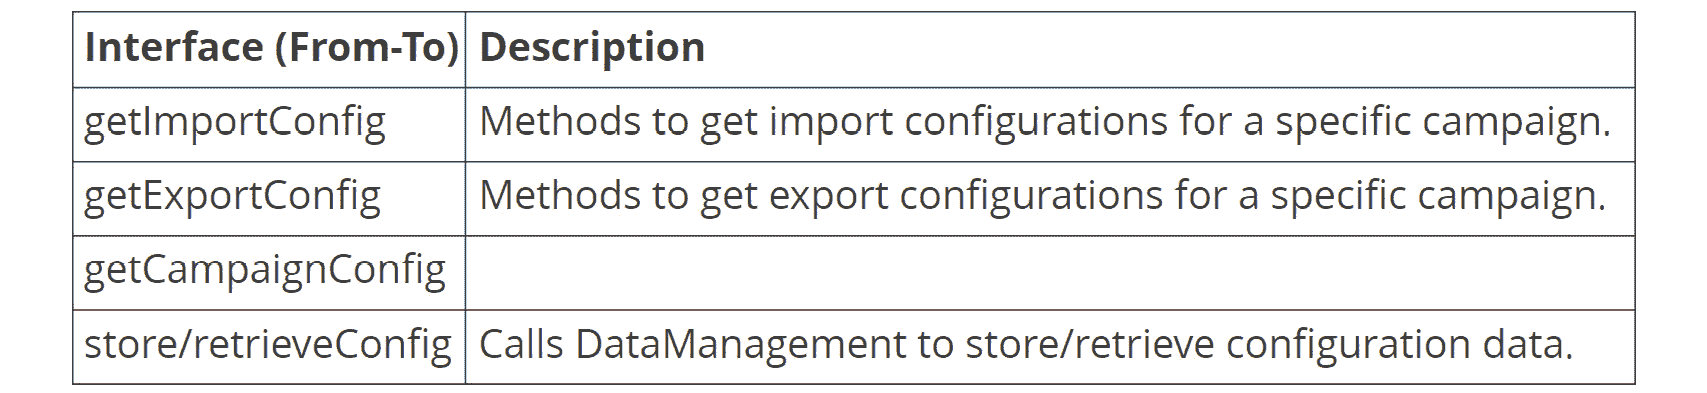 Interface (From-To) Description
getImportConfig Methods to get import configurations for a specific campaign.
getExportConfig Methods to get export configurations for a specific campaign.
getCampaignConfig
store/retrieveConfig Calls DataManagement to store/retrieve configuration data.